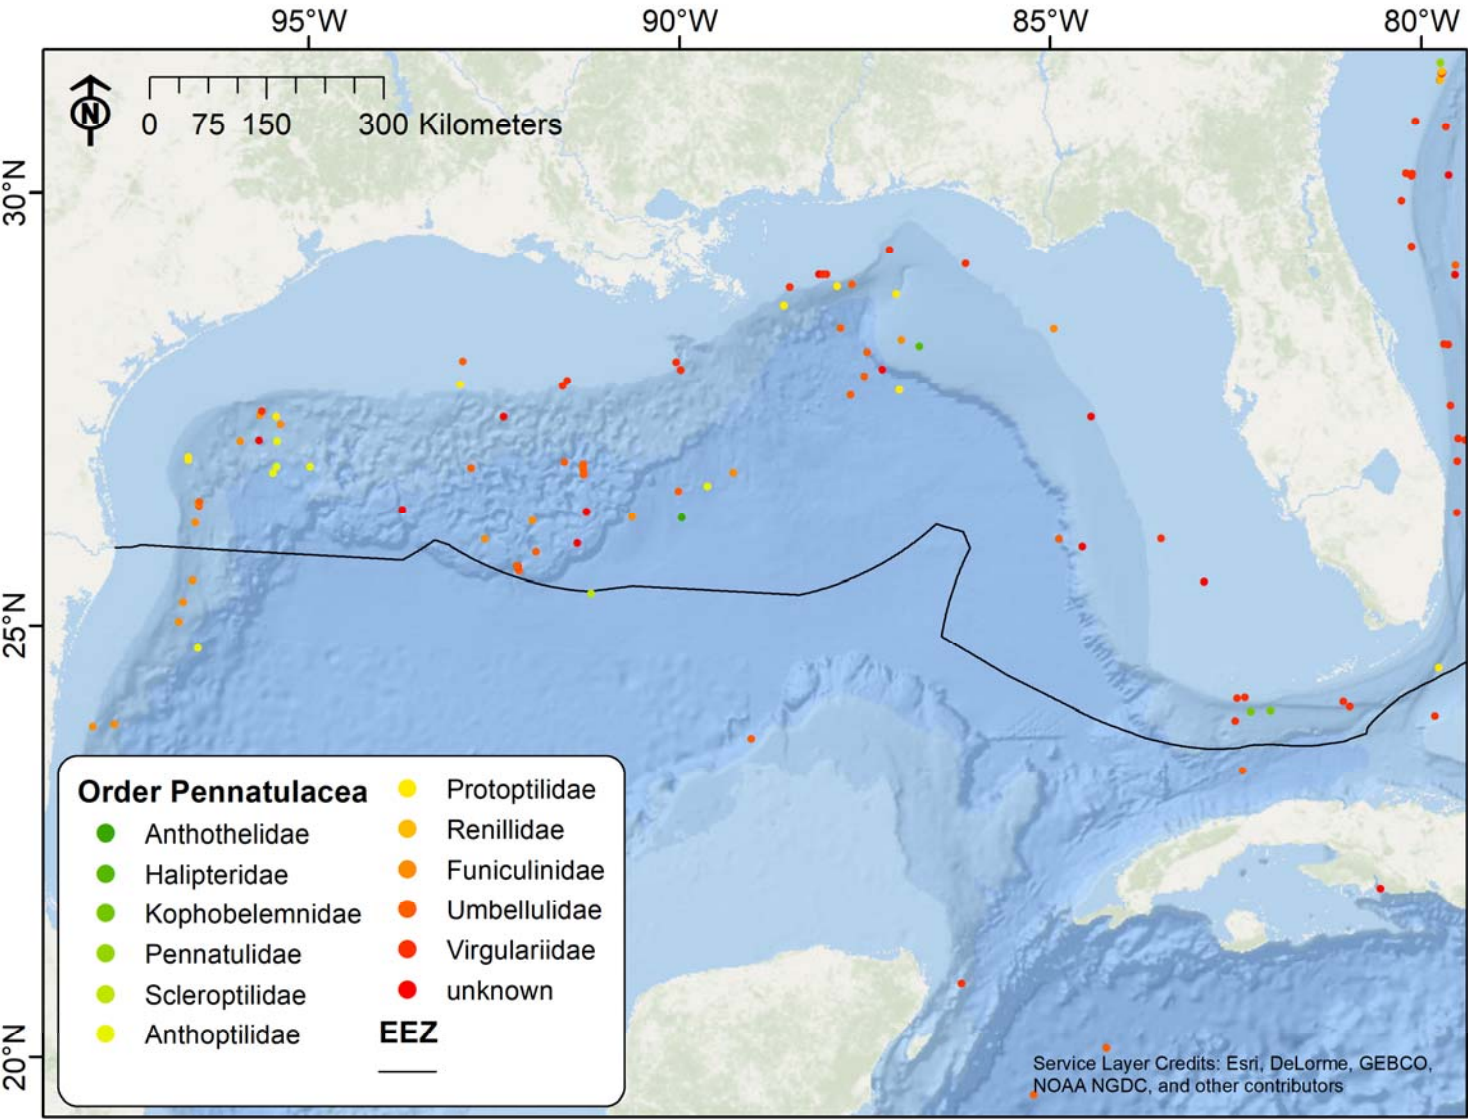 95°W 90°W 85°W 80°W
N
0 75 150 300 Kilometers
30°N
25°N
20°N
Order Pennatulacea
Anthothelidae
Halipteridae
Kophobelemnidae
Pennatulidae
Scleroptilidae
Anthoptilidae
Protoptilidae
Renillidae
Funiculinidae
Umbellulidae
Virgulariidae
unknown
EEZ
Service Layer Credits: Esri, DeLorme, GEBCO,
NOAA NGDC, and other contributors